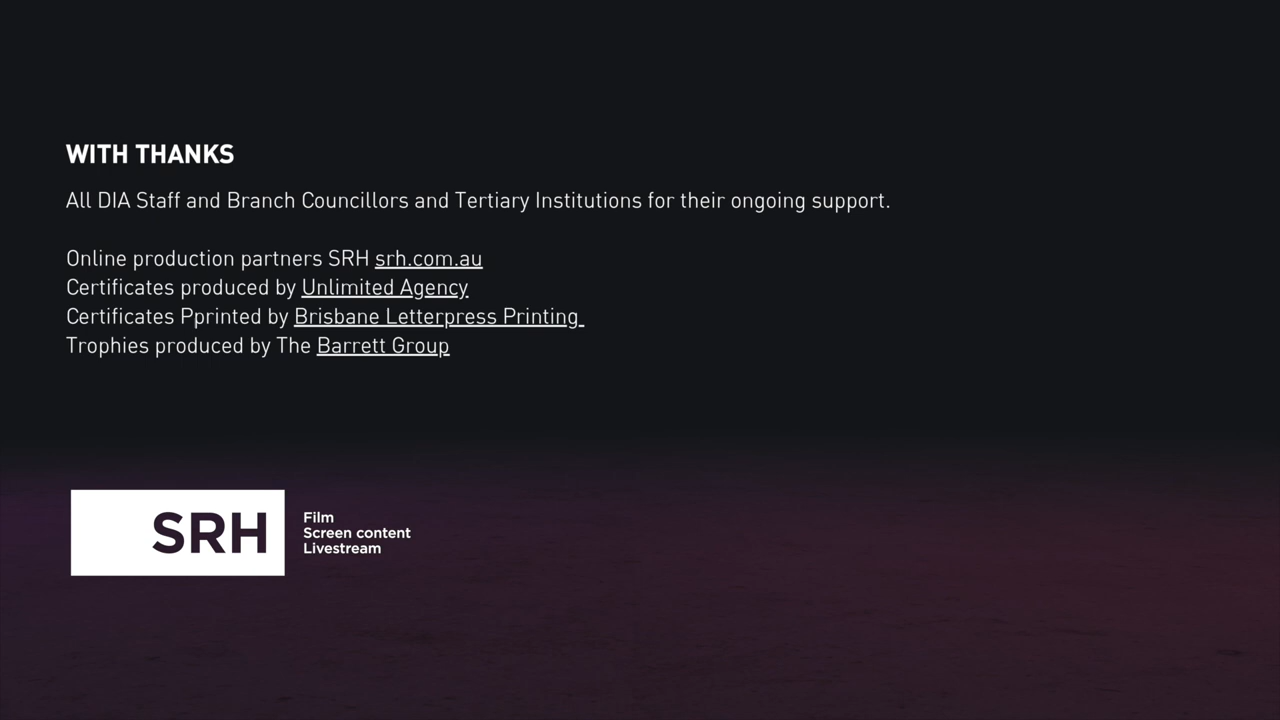 WITH THANKS
All DIA Staff and Branch Councillors and Tertiary Institutions for their ongoing support.
Online production partners SRH srh.com.au
Certificates produced by Unlimited Agency
Certificates Pprinted by Brisbane Letterpress Printing
Trophies produced by The Barrett Group
SRH
Film
Screen content
Livestream